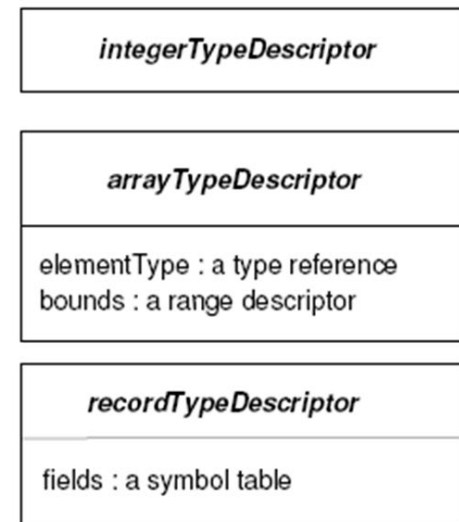 integerTypeDescriptor
arrayTypeDescriptor
elementType : a type reference
bounds : a range descriptor
recordTypeDescriptor
fields : a symbol table